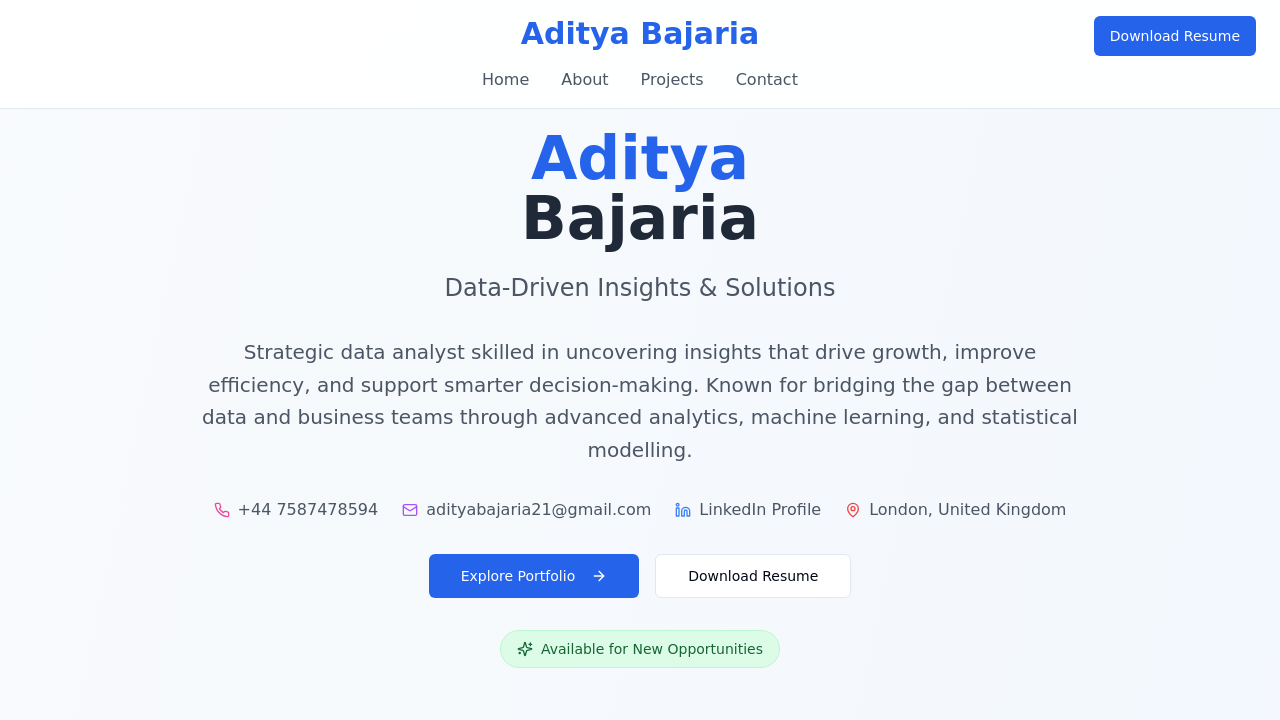 Aditya Bajaria
Download Resume
Home About Projects Contact
Aditya
Bajaria
Data-Driven Insights & Solutions
Strategic data analyst skilled in uncovering insights that drive growth, improve
efficiency, and support smarter decision-making. Known for bridging the gap between
data and business teams through advanced analytics, machine learning, and statistical
modelling.
+44 7587478594 adityabajaria21@gmail.com LinkedIn Profile London, United Kingdom
Explore Portfolio Download Resume
Available for New Opportunities